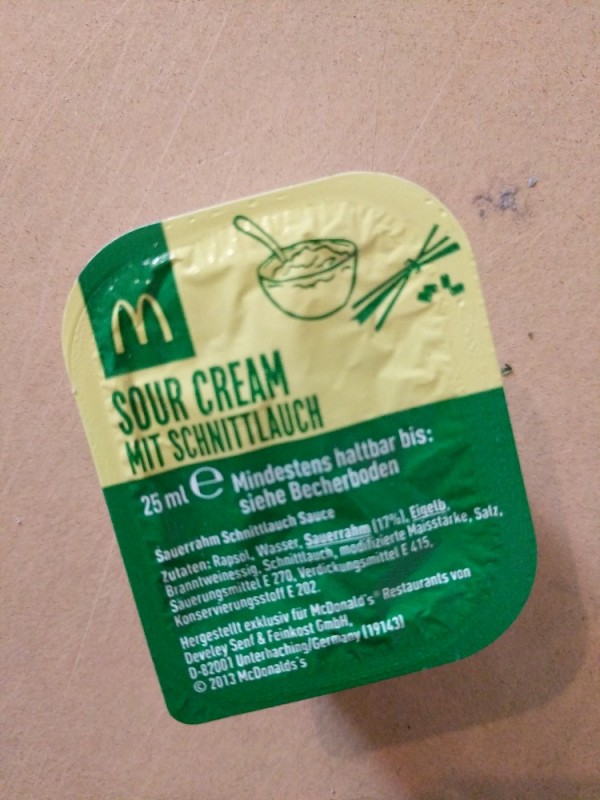 SOUR CREAM
MIT SCHNITTLAUCH
25 ml e Mindestens haltbar bis:
siehe Becherboden
Sauerrahm Schnittlauch Sauce
Zutaten: Rapsöl, Wasser, Sauerrahm (17%), Eigelb,
Branntweinessig, Schnittlauch, modifizierte Maisstärke, Salz,
Säuerungsmittel E 270, Verdickungsmittel E 415,
Konservierungsstoff E 202.
Hergestellt exklusiv für McDonald's® Restaurants von
Develey Senf & Feinkost GmbH,
D-82001 Unterhaching/Germany (19143)
© 2013 McDonalds's